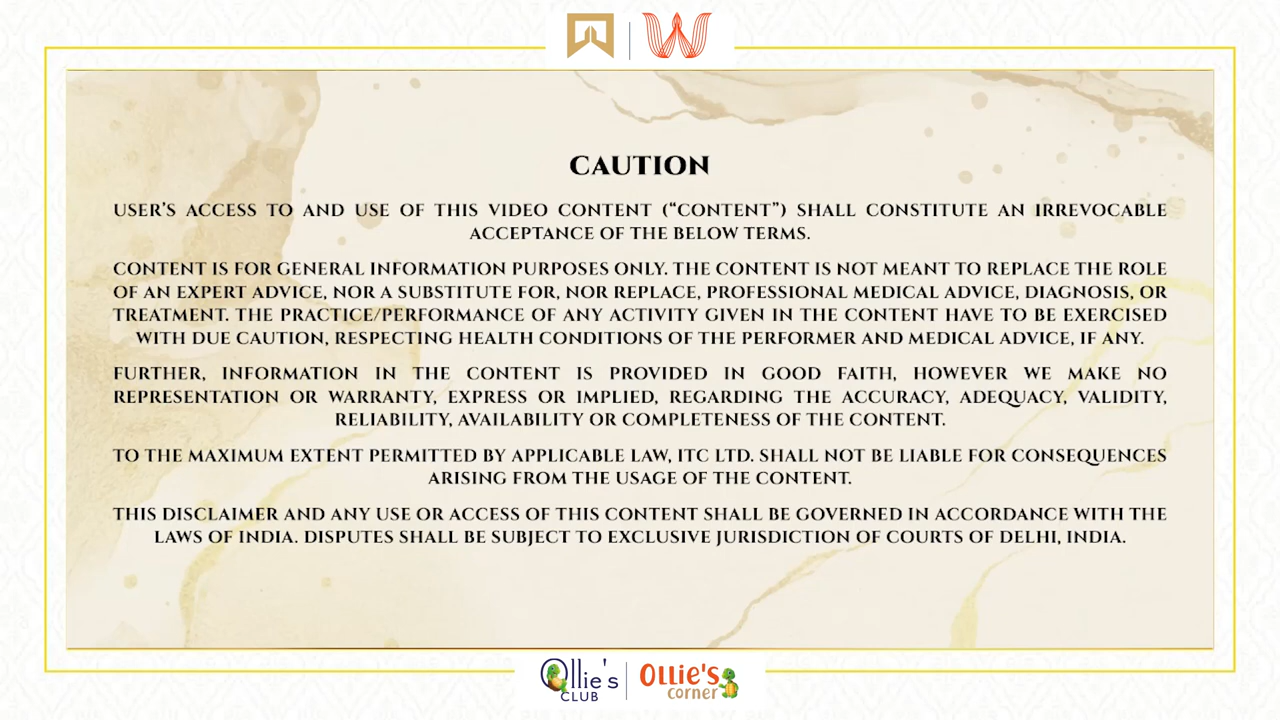 CAUTION
USER'S ACCESS TO AND USE OF THIS VIDEO CONTENT (“CONTENT”) SHALL CONSTITUTE AN IRREVOCABLE
ACCEPTANCE OF THE BELOW TERMS.
CONTENT IS FOR GENERAL INFORMATION PURPOSES ONLY. THE CONTENT IS NOT MEANT TO REPLACE THE ROLE
OF AN EXPERT ADVICE, NOR A SUBSTITUTE FOR, NOR REPLACE, PROFESSIONAL MEDICAL ADVICE, DIAGNOSIS, OR
TREATMENT. THE PRACTICE/PERFORMANCE OF ANY ACTIVITY GIVEN IN THE CONTENT HAVE TO BE EXERCISED
WITH DUE CAUTION, RESPECTING HEALTH CONDITIONS OF THE PERFORMER AND MEDICAL ADVICE, IF ANY.
FURTHER, INFORMATION IN THE CONTENT IS PROVIDED IN GOOD FAITH, HOWEVER WE MAKE NO
REPRESENTATION OR WARRANTY, EXPRESS OR IMPLIED, REGARDING THE ACCURACY, ADEQUACY, VALIDITY,
RELIABILITY, AVAILABILITY OR COMPLETENESS OF THE CONTENT.
TO THE MAXIMUM EXTENT PERMITTED BY APPLICABLE LAW, ITC LTD. SHALL NOT BE LIABLE FOR CONSEQUENCES
ARISING FROM THE USAGE OF THE CONTENT.
THIS DISCLAIMER AND ANY USE OR ACCESS OF THIS CONTENT SHALL BE GOVERNED IN ACCORDANCE WITH THE
LAWS OF INDIA. DISPUTES SHALL BE SUBJECT TO EXCLUSIVE JURISDICTION OF COURTS OF DELHI, INDIA.
Ollie's
CLUB
OLLIE'S
corner